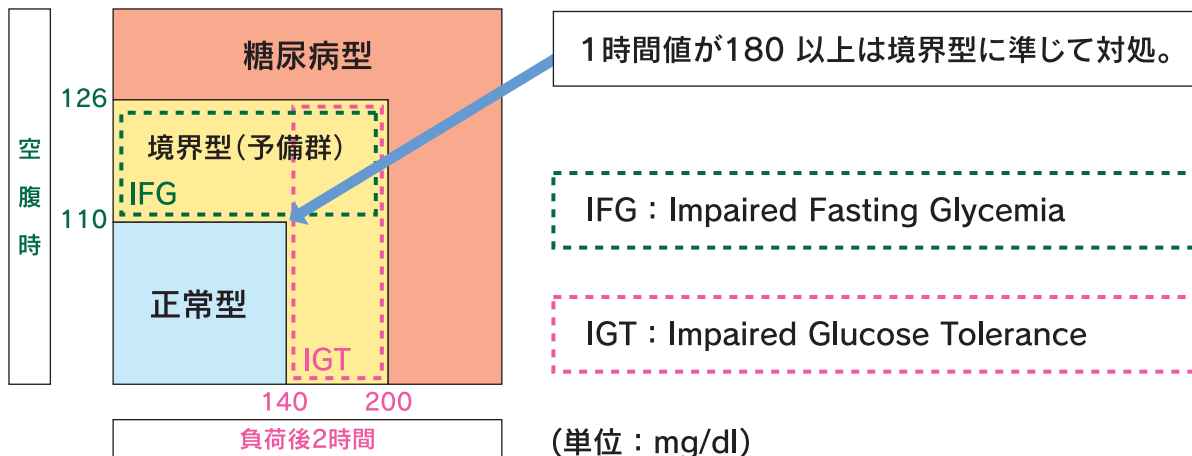 糖尿病型
1時間値が180 以上は境界型に準じて対処。
126
空腹時
境界型(予備群)
IFG
110
IFG：Impaired Fasting Glycemia
正常型
IGT
IGT：Impaired Glucose Tolerance
140 200
負荷後2時間
(単位：mg/dl)